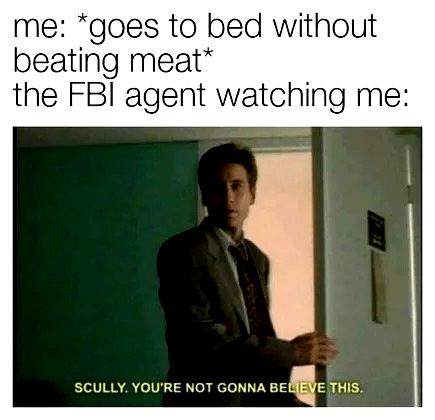 me: *goes to bed without
beating meat*
the FBI agent watching me:
SCULLY. YOU'RE NOT GONNA BELIEVE THIS.